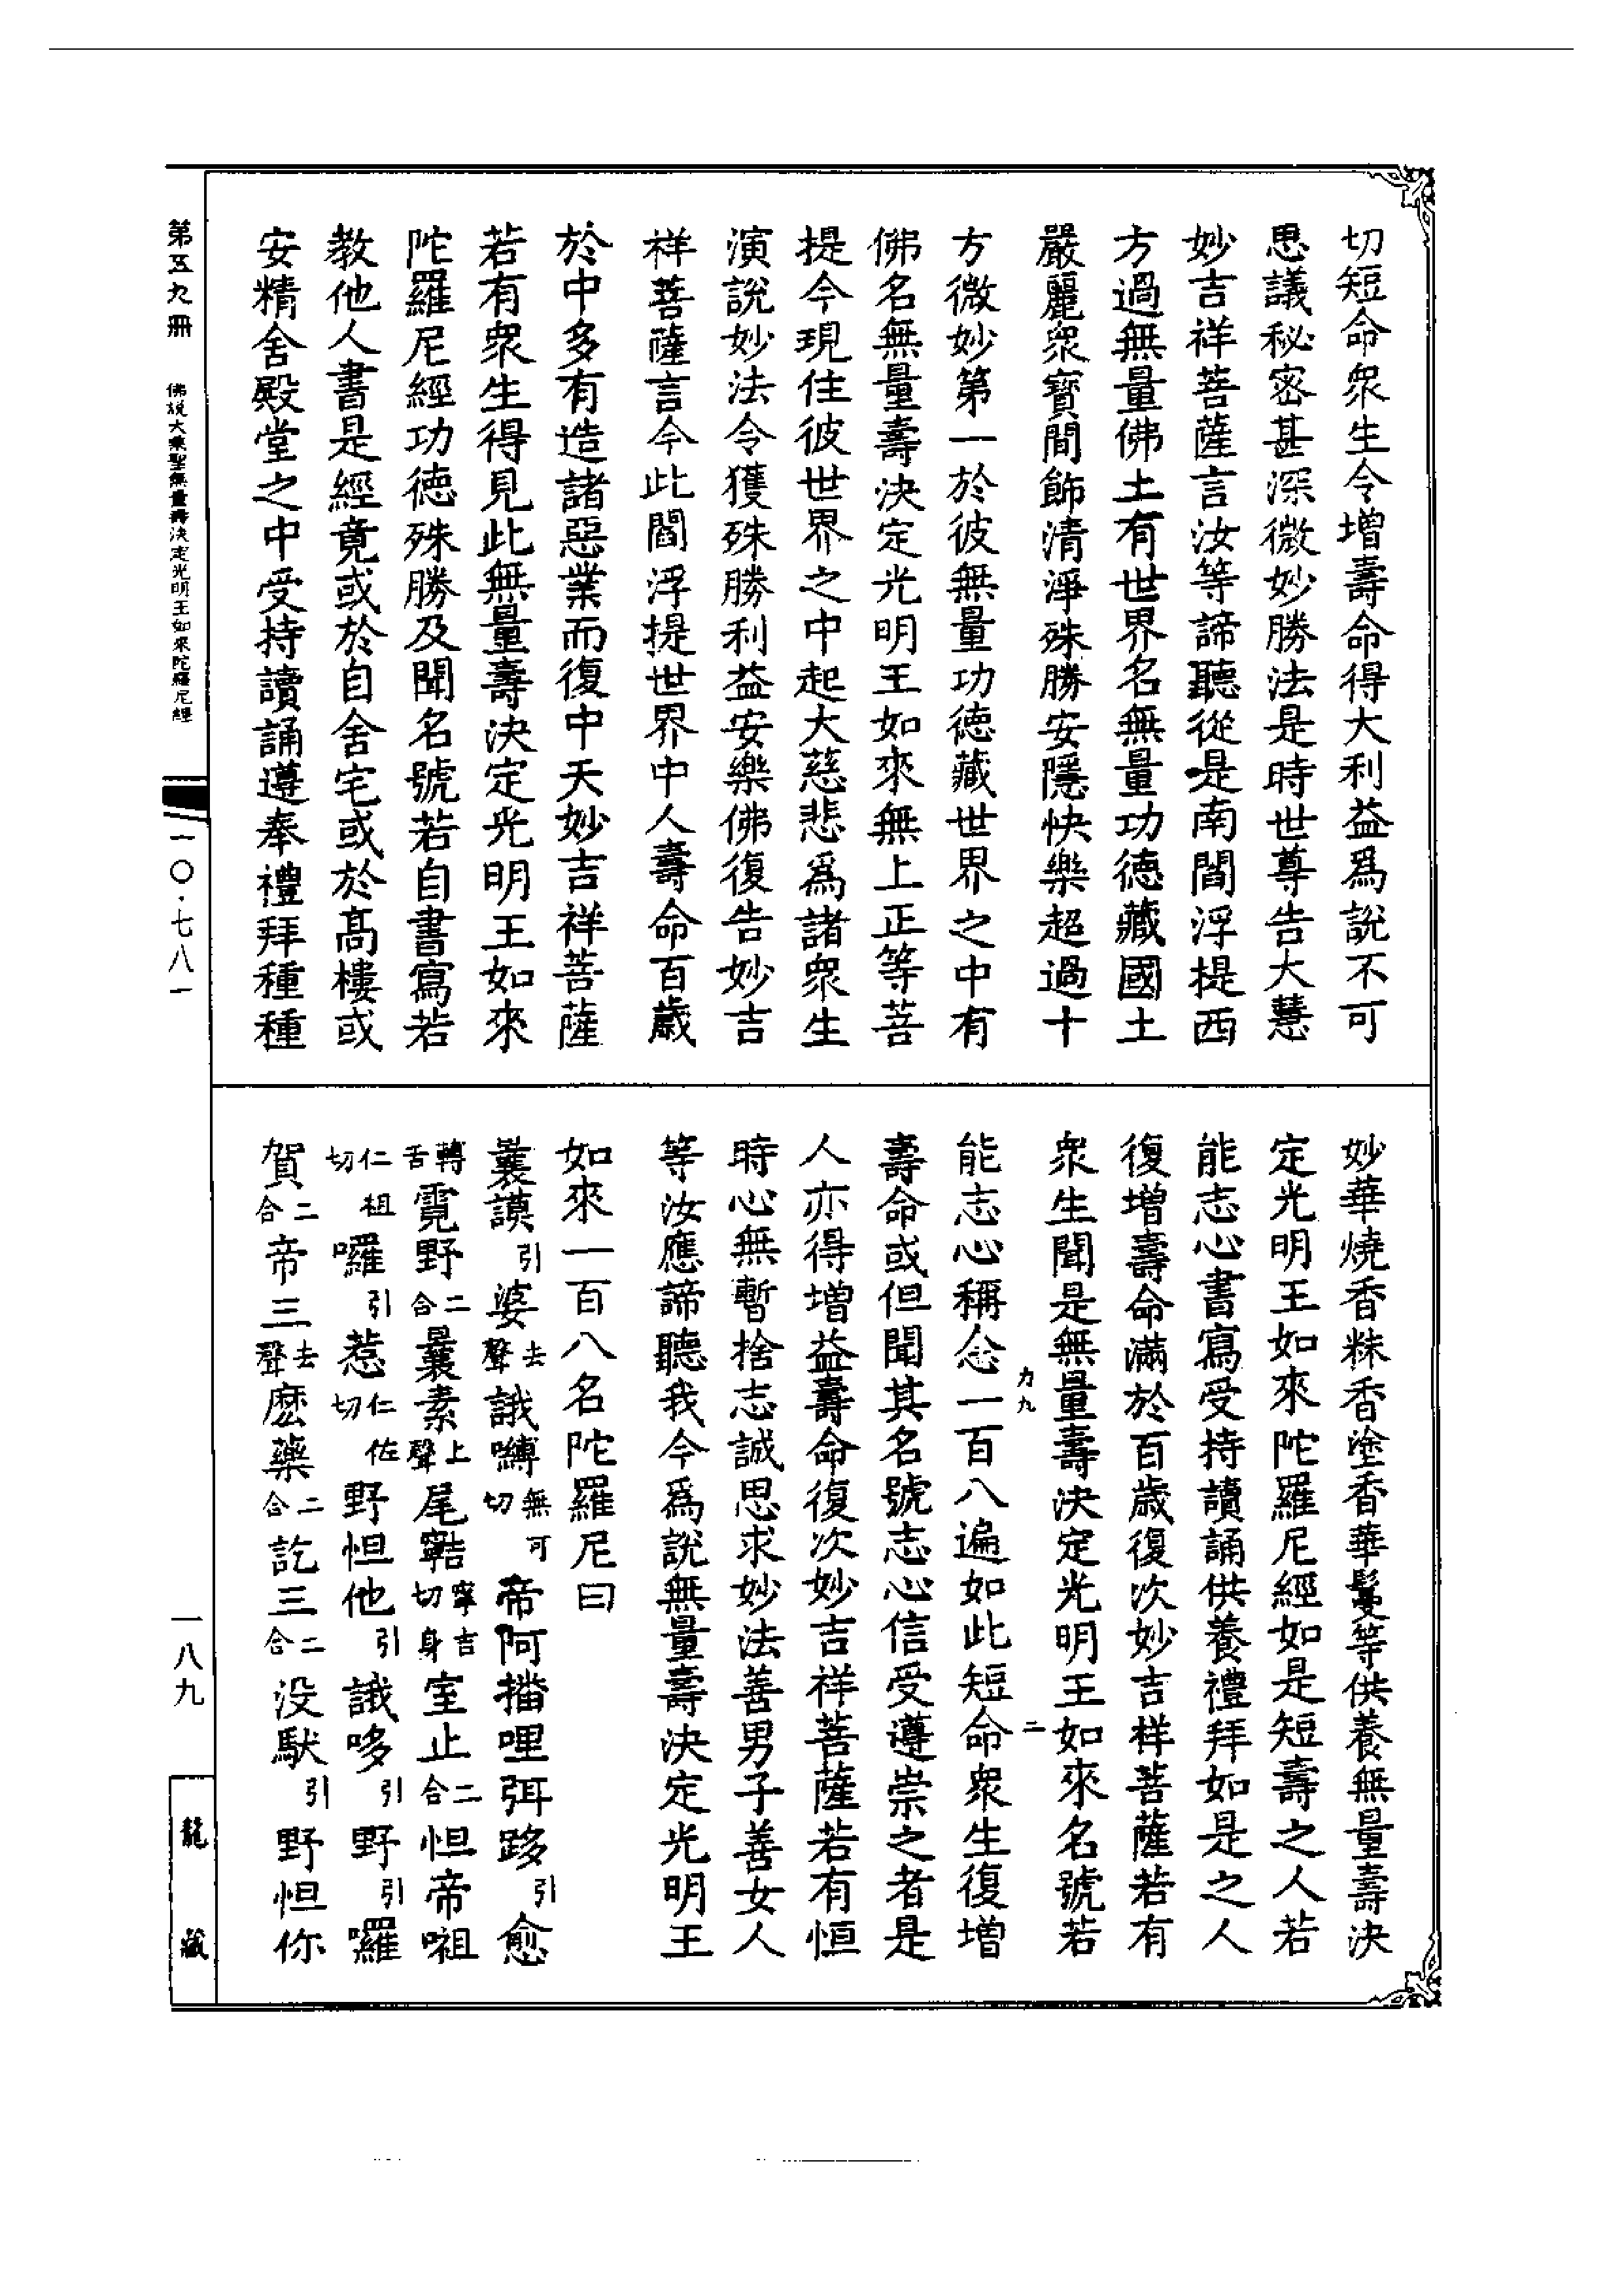 切短命眾生令增壽命得大利益爲說不可
思議秘密甚深微妙勝法是時世尊告大慧
妙吉祥菩薩言汝等諦聽從是南閻浮提西
方過無量佛土有世界名無量功德藏國土
嚴麗眾寶間飾清淨殊勝安隱快樂超過十
方微妙第一於彼無量功德藏世界之中有
佛名無量壽決定光明王如來無上正等菩
提今現住彼世界之中起大慈悲爲諸眾生
演說妙法令獲殊勝利益安樂佛復告妙吉
祥菩薩言今此閻浮提世界中人壽命百歲
於中多有造諸惡業而復中夭妙吉祥菩薩
若有眾生得見此無量壽決定光明王如來
陀羅尼經功德殊勝及聞名號若自書寫若
教他人書是經竟或於自舍宅或於高樓或
安精舍殿堂之中受持讀誦遵奉禮拜種種
妙華燒香粖香塗香華鬘等供養無量壽決
定光明王如來陀羅尼經如是短壽之人若
能志心書寫受持讀誦供養禮拜如是之人
復增壽命滿於百歲復次妙吉祥菩薩若有
眾生聞是無量壽決定光明王如來名號若
力九 二
能志心稱念一百八遍如此短命眾生復增
壽命或但聞其名號志心信受遵崇之者是
人亦得增益壽命復次妙吉祥菩薩若有恒
時心無暫捨志誠思求妙法善男子善女人
等汝應諦聽我今爲說無量壽決定光明王
如來一百八名陀羅尼曰
曩謨引婆去聲誐嚩無可切帝阿播哩弭跢引愈
轉舌霓野二合曩素上聲尾𩕳寧吉切身室止二合怛帝𡄦
仁祖切囉引惹仁佐切野怛他引誐哆引野引囉
賀二合帝三去聲麼藥二合訖三二合没馱引野怛你
第五九冊 佛說大乘聖無量壽決定光明王如來陀羅尼經
一〇·七八一
一八九
龍藏